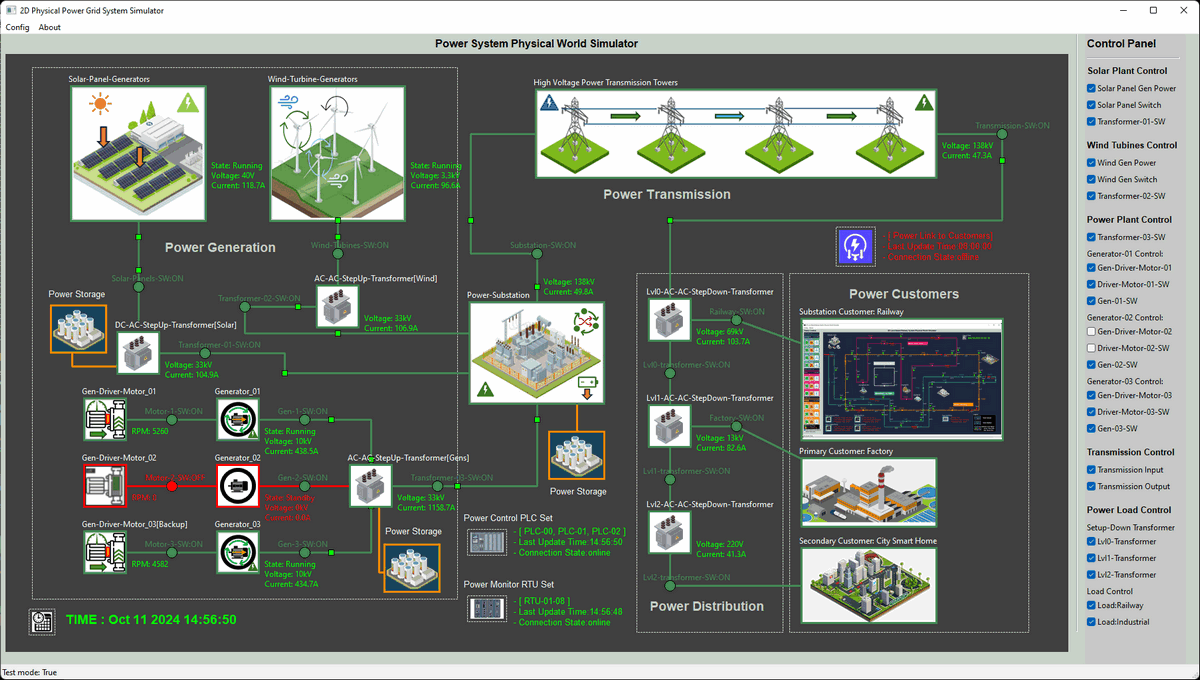 2D Physical Power Grid System Simulator
Config About
Power System Physical World Simulator
Solar-Panel-Generators
State: Running
Voltage: 40V
Current: 118.7A
Wind-Turbine-Generators
State: Running
Voltage: 3.3kV
Current: 96.6A
High Voltage Power Transmission Towers
Transmission-SW:ON
Voltage: 138kV
Current: 47.3A
Power Transmission
Power Generation
Solar-Panels-SW:ON
Wind-Turbines-SW:ON
Substation-SW:ON
Voltage: 138kV
Current: 49.8A
- [ Power Link to Customers]
- Last Update Time 00:00:00
- Connection State offline
Power Storage
AC-AC-StepUp-Transformer[Wind]
Transformer-02-SW:ON
Voltage: 33kV
Current: 106.9A
DC-AC-StepUp-Transformer[Solar]
Transformer-01-SW:ON
Voltage: 33kV
Current: 104.9A
Power-Substation
Power Storage
Gen-Driver-Motor_01
Motor-1-SW:ON
RPM: 5260
Generator_01
Gen-1-SW:ON
State: Running
Voltage: 10kV
Current: 438.5A
Gen-Driver-Motor_02
Motor-2-SW:OFF
Generator_02
Gen-2-SW:ON
State: Standby
Voltage: 0kV
AC-AC-StepUp-Transformer[Gens]
Transformer-03-SW:ON
Voltage: 33kV
Current: 1158.7A
Gen-Driver-Motor_03[Backup]
Motor-3-SW:ON
RPM: 4582
Generator_03
Gen-3-SW:ON
State: Running
Voltage: 10kV
Current: 434.7A
Power Storage
Power Control PLC Set
- [ PLC-00, PLC-01, PLC-02 ]
- Last Update Time:14:56:50
- Connection State:online
Power Monitor RTU Set
- [ RTU-01-08 ]
- Last Update Time:14:56:48
- Connection State online
TIME : Oct 11 2024 14:56:50
Lvl0-AC-AC-StepDown-Transformer
Railway-SW:ON
Voltage: 69kV
Current: 103.7A
Lvl0-transformer-SW:ON
Lvl1-AC-AC-StepDown-Transformer
Factory-SW:ON
Voltage: 13kV
Current: 82.6A
Lvl1-transformer-SW:ON
Lvl2-AC-AC-StepDown-Transformer
Voltage: 220V
Current: 41.3A
Lvl2-transformer-SW:ON
Power Distribution
Power Customers
Substation Customer: Railway
Primary Customer: Factory
Secondary Customer: City Smart Home
Control Panel
Solar Plant Control
Solar Panel Gen Power
Solar Panel Switch
Transformer-01-SW
Wind Tubines Control
Wind Gen Power
Wind Gen Switch
Transformer-02-SW
Power Plant Control
Transformer-03-SW
Generator-01 Control:
Gen-Driver-Motor-01
Driver-Motor-01-SW
Gen-01-SW
Generator-02 Control:
Gen-Driver-Motor-02
Driver-Motor-02-SW
Gen-02-SW
Generator-03 Control:
Gen-Driver-Motor-03
Driver-Motor-03-SW
Gen-03-SW
Transmission Control
Transmission Input
Transmission Output
Power Load Control
Setup-Down Transformer
Lvl0-Transformer
Lvl1-Transformer
Lvl2-Transformer
Load Control
Load:Railway
Load:Industrial
Test mode: True